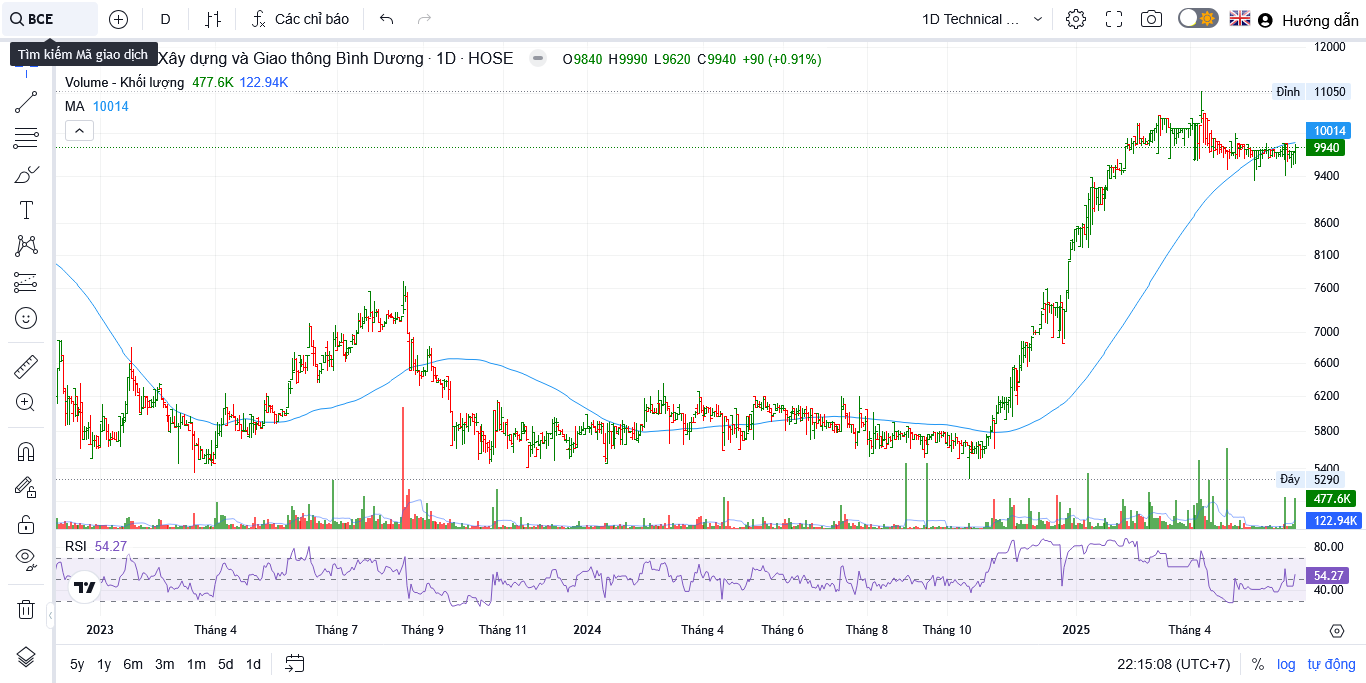 BCE
D
Các chỉ báo
1D Technical ...
Hướng dẫn
Tìm kiếm Mã giao dịch
Xây dựng và Giao thông Bình Dương · 1D · HOSE
O9840 H9990 L9620 C9940 +90 (+0.91%)
Volume - Khối lượng 477.6K 122.94K
MA 10014
12000
Đỉnh 11050
10014
9940
9400
8600
8100
7600
7000
6600
6200
5800
5400
Đáy 5290
477.6K
122.94K
RSI 54.27
80.00
54.27
40.00
2023 Tháng 4 Tháng 7 Tháng 9 Tháng 11 2024 Tháng 4 Tháng 6 Tháng 8 Tháng 10 2025 Tháng 4
5y 1y 6m 3m 1m 5d 1d
22:15:08 (UTC+7) % log tự động